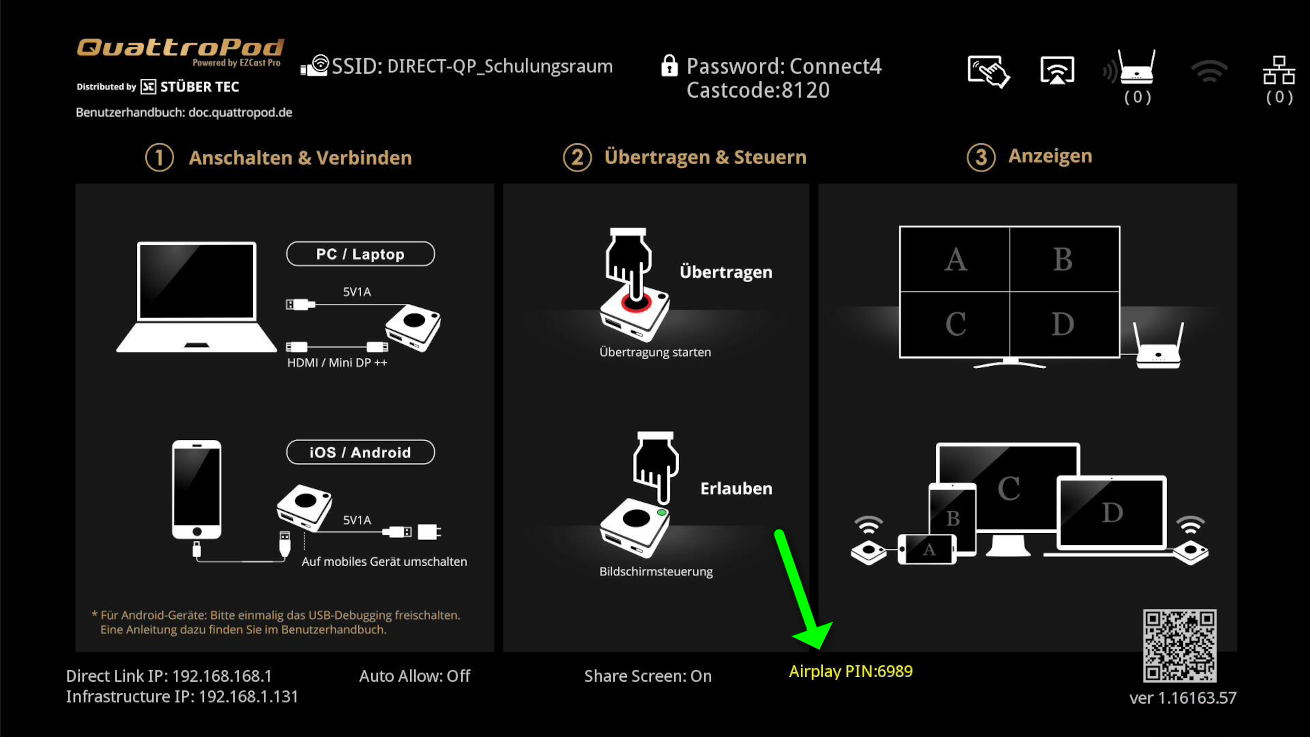 QuattroPod
Powered by EZCast Pro
Distributed by STÜBER TEC
Benutzerhandbuch: doc.quattropod.de
SSID: DIRECT-QP_Schulungsraum
Password: Connect4
Castcode:8120
(0)
(0)
1 Anschalten & Verbinden
PC / Laptop
5V1A
HDMI / Mini DP ++
iOS / Android
5V1A
Auf mobiles Gerät umschalten
* Für Android-Geräte: Bitte einmalig das USB-Debugging freischalten.
Eine Anleitung dazu finden Sie im Benutzerhandbuch.
2 Übertragen & Steuern
Übertragen
Übertragung starten
Erlauben
Bildschirmsteuerung
3 Anzeigen
A B
C D
C
B
D
A
Direct Link IP: 192.168.168.1
Infrastructure IP: 192.168.1.131
Auto Allow: Off
Share Screen: On
Airplay PIN:6989
ver 1.16163.57